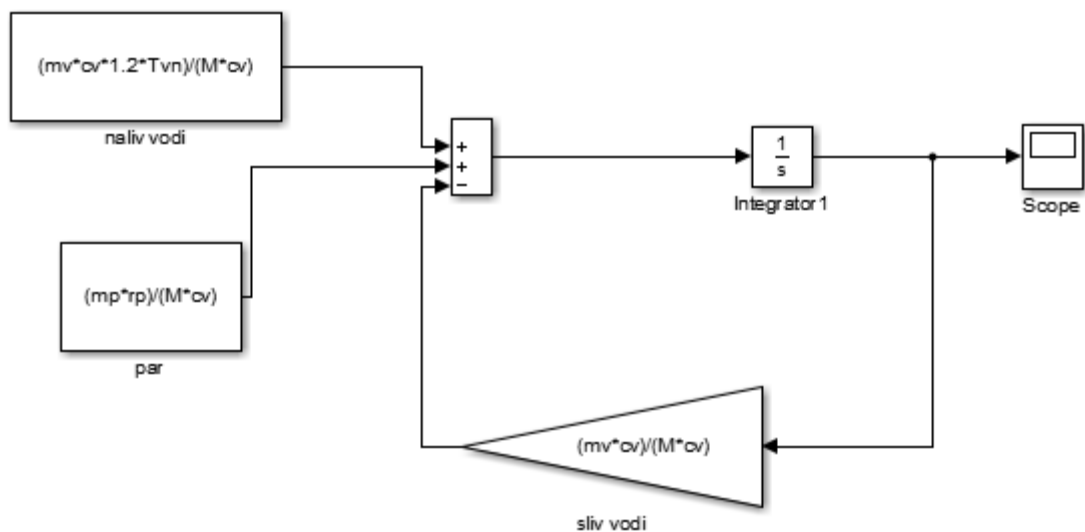 (mv*cv*1.2*Tvn)/(M*cv)
naliv vodi
+
+
−
1
s
Integrator1
Scope
(mp*rp)/(M*cv)
par
(mv*cv)/(M*cv)
sliv vodi